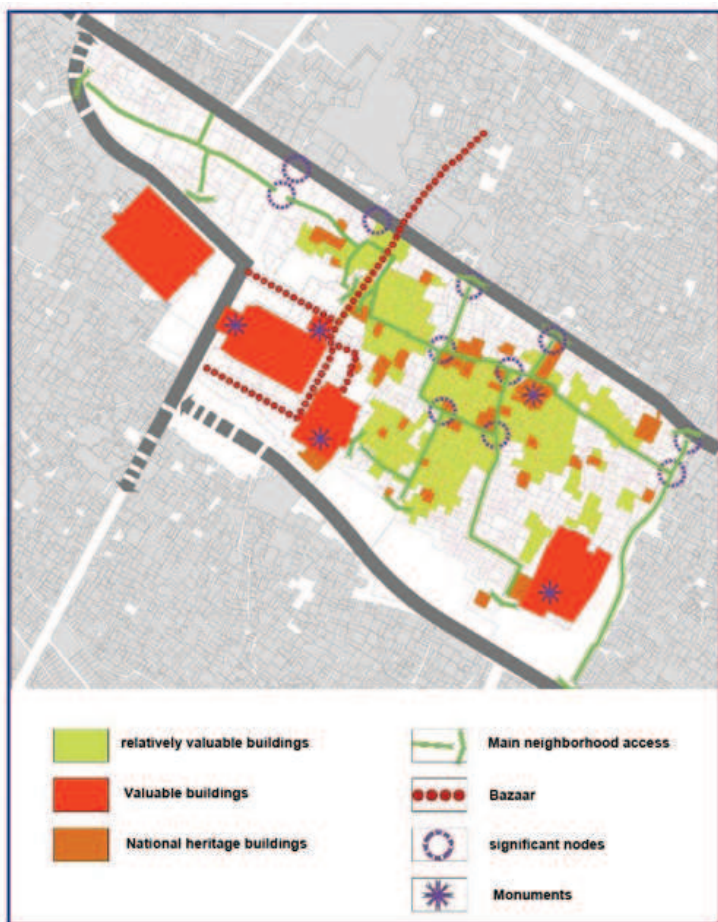 relatively valuable buildings
Valuable buildings
National heritage buildings
Main neighborhood access
Bazaar
significant nodes
Monuments